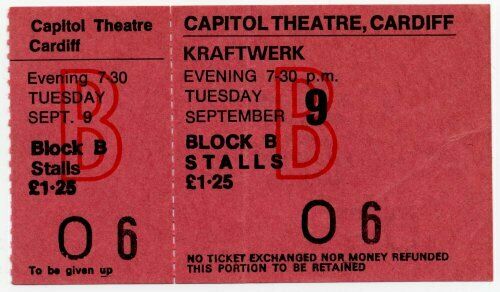 Capitol Theatre
Cardiff
Evening 7·30
TUESDAY
SEPT. 9
B
Block B
Stalls
£1·25
O 6
To be given up
CAPITOL THEATRE, CARDIFF
KRAFTWERK
EVENING 7-30 p.m.
TUESDAY
SEPTEMBER 9
B
BLOCK B
STALLS
£1·25
O 6
NO TICKET EXCHANGED NOR MONEY REFUNDED
THIS PORTION TO BE RETAINED